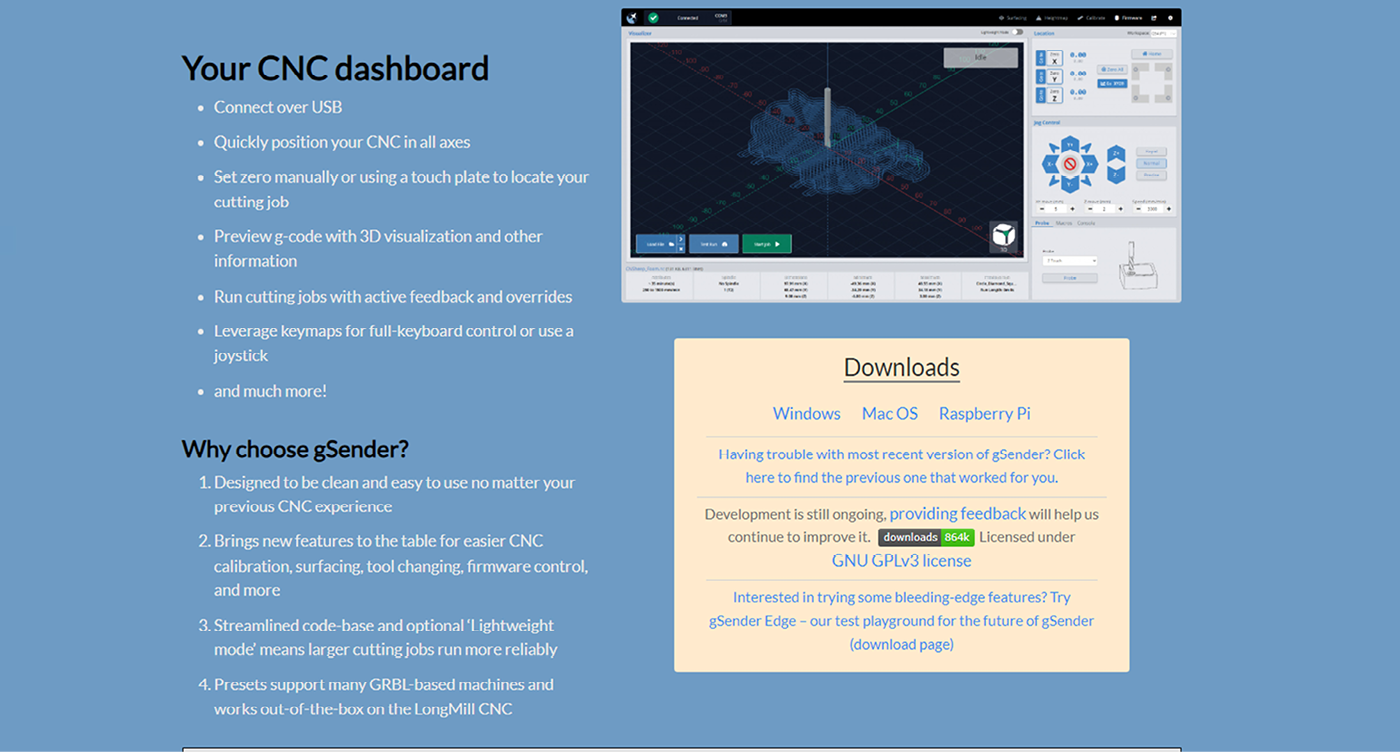 Your CNC dashboard
Connect over USB
Quickly position your CNC in all axes
Set zero manually or using a touch plate to locate your
cutting job
Preview g-code with 3D visualization and other
information
Run cutting jobs with active feedback and overrides
Leverage keymaps for full-keyboard control or use a
joystick
and much more!
Why choose gSender?
1. Designed to be clean and easy to use no matter your
previous CNC experience
2. Brings new features to the table for easier CNC
calibration, surfacing, tool changing, firmware control,
and more
3. Streamlined code-base and optional ‘Lightweight
mode’ means larger cutting jobs run more reliably
4. Presets support many GRBL-based machines and
works out-of-the-box on the LongMill CNC
Connected
Surfacing Calibrate Firmware
Visualizer
Location
Idle
Zero
X
0.00
Zero
Y
0.00
Zero
Z
0.00
Home
Jog Control
Probe Macros Console
Start Job
Downloads
Windows Mac OS Raspberry Pi
Having trouble with most recent version of gSender? Click
here to find the previous one that worked for you.
Development is still ongoing, providing feedback will help us
continue to improve it. downloads 864k Licensed under
GNU GPLv3 license
Interested in trying some bleeding-edge features? Try
gSender Edge – our test playground for the future of gSender
(download page)